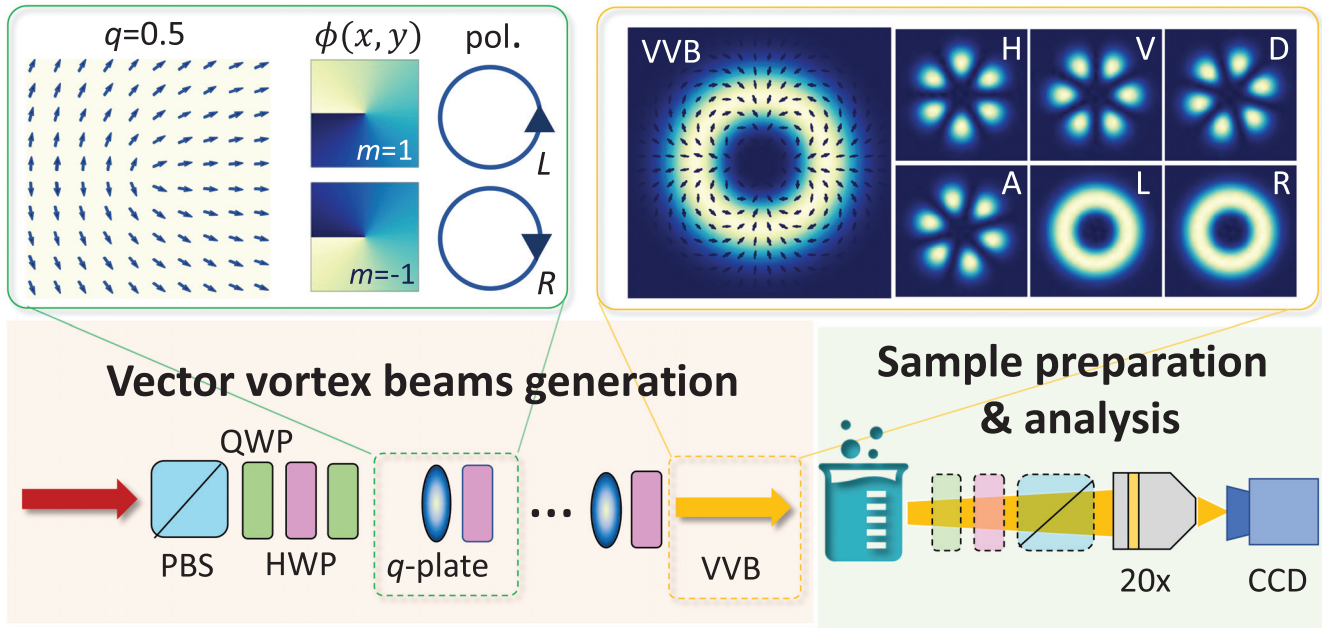 q=0.5
ϕ(x, y)
pol.
m=1
L
m=-1
R
VVB
H
V
D
A
L
R
Vector vortex beams generation
Sample preparation
& analysis
QWP
PBS
HWP
q-plate
...
VVB
20x
CCD